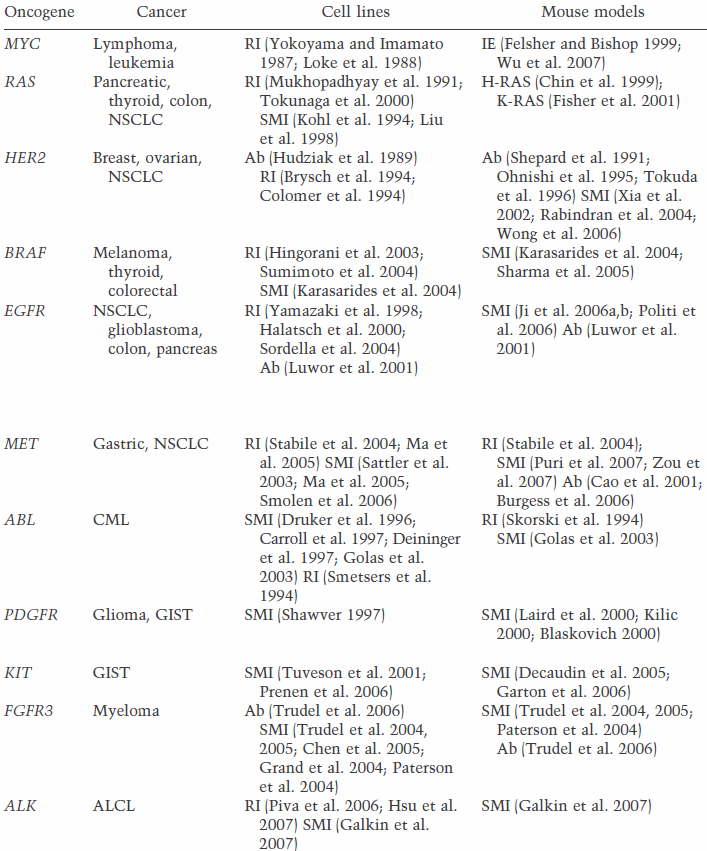 Oncogene Cancer Cell lines Mouse models
MYC Lymphoma, RI (Yokoyama and Imamato IE (Felsher and Bishop 1999;
leukemia 1987; Loke et al. 1988) Wu et al. 2007)
RAS Pancreatic, RI (Mukhopadhyay et al. 1991; H-RAS (Chin et al. 1999);
thyroid, colon, Tokunaga et al. 2000) K-RAS (Fisher et al. 2001)
NSCLC SMI (Kohl et al. 1994; Liu
et al. 1998)
HER2 Breast, ovarian, Ab (Hudziak et al. 1989) Ab (Shepard et al. 1991;
NSCLC RI (Brysch et al. 1994; Ohnishi et al. 1995; Tokuda
Colomer et al. 1994) et al. 1996) SMI (Xia et al.
2002; Rabindran et al. 2004;
Wong et al. 2006)
BRAF Melanoma, RI (Hingorani et al. 2003; SMI (Karasarides et al. 2004;
thyroid, Sumimoto et al. 2004) Sharma et al. 2005)
colorectal SMI (Karasarides et al. 2004)
EGFR NSCLC, RI (Yamazaki et al. 1998; SMI (Ji et al. 2006a,b; Politi et
glioblastoma, Halatsch et al. 2000; al. 2006) Ab (Luwor et al.
colon, pancreas Sordella et al. 2004) 2001)
Ab (Luwor et al. 2001)
MET Gastric, NSCLC RI (Stabile et al. 2004; Ma et RI (Stabile et al. 2004);
al. 2005) SMI (Sattler et al. SMI (Puri et al. 2007; Zou et
2003; Ma et al. 2005; al. 2007) Ab (Cao et al. 2001;
Smolen et al. 2006) Burgess et al. 2006)
ABL CML SMI (Druker et al. 1996; RI (Skorski et al. 1994)
Carroll et al. 1997; Deininger SMI (Golas et al. 2003)
et al. 1997; Golas et al.
2003) RI (Smetsers et al.
1994)
PDGFR Glioma, GIST SMI (Shawver 1997) SMI (Laird et al. 2000; Kilic
2000; Blaskovich 2000)
KIT GIST SMI (Tuveson et al. 2001; SMI (Decaudin et al. 2005;
Prenen et al. 2006) Garton et al. 2006)
FGFR3 Myeloma Ab (Trudel et al. 2006) SMI (Trudel et al. 2004, 2005;
SMI (Trudel et al. 2004, Paterson et al. 2004)
2005; Chen et al. 2005; Ab (Trudel et al. 2006)
Grand et al. 2004; Paterson
et al. 2004)
ALK ALCL RI (Piva et al. 2006; Hsu et al. SMI (Galkin et al. 2007)
2007) SMI (Galkin et al.
2007)